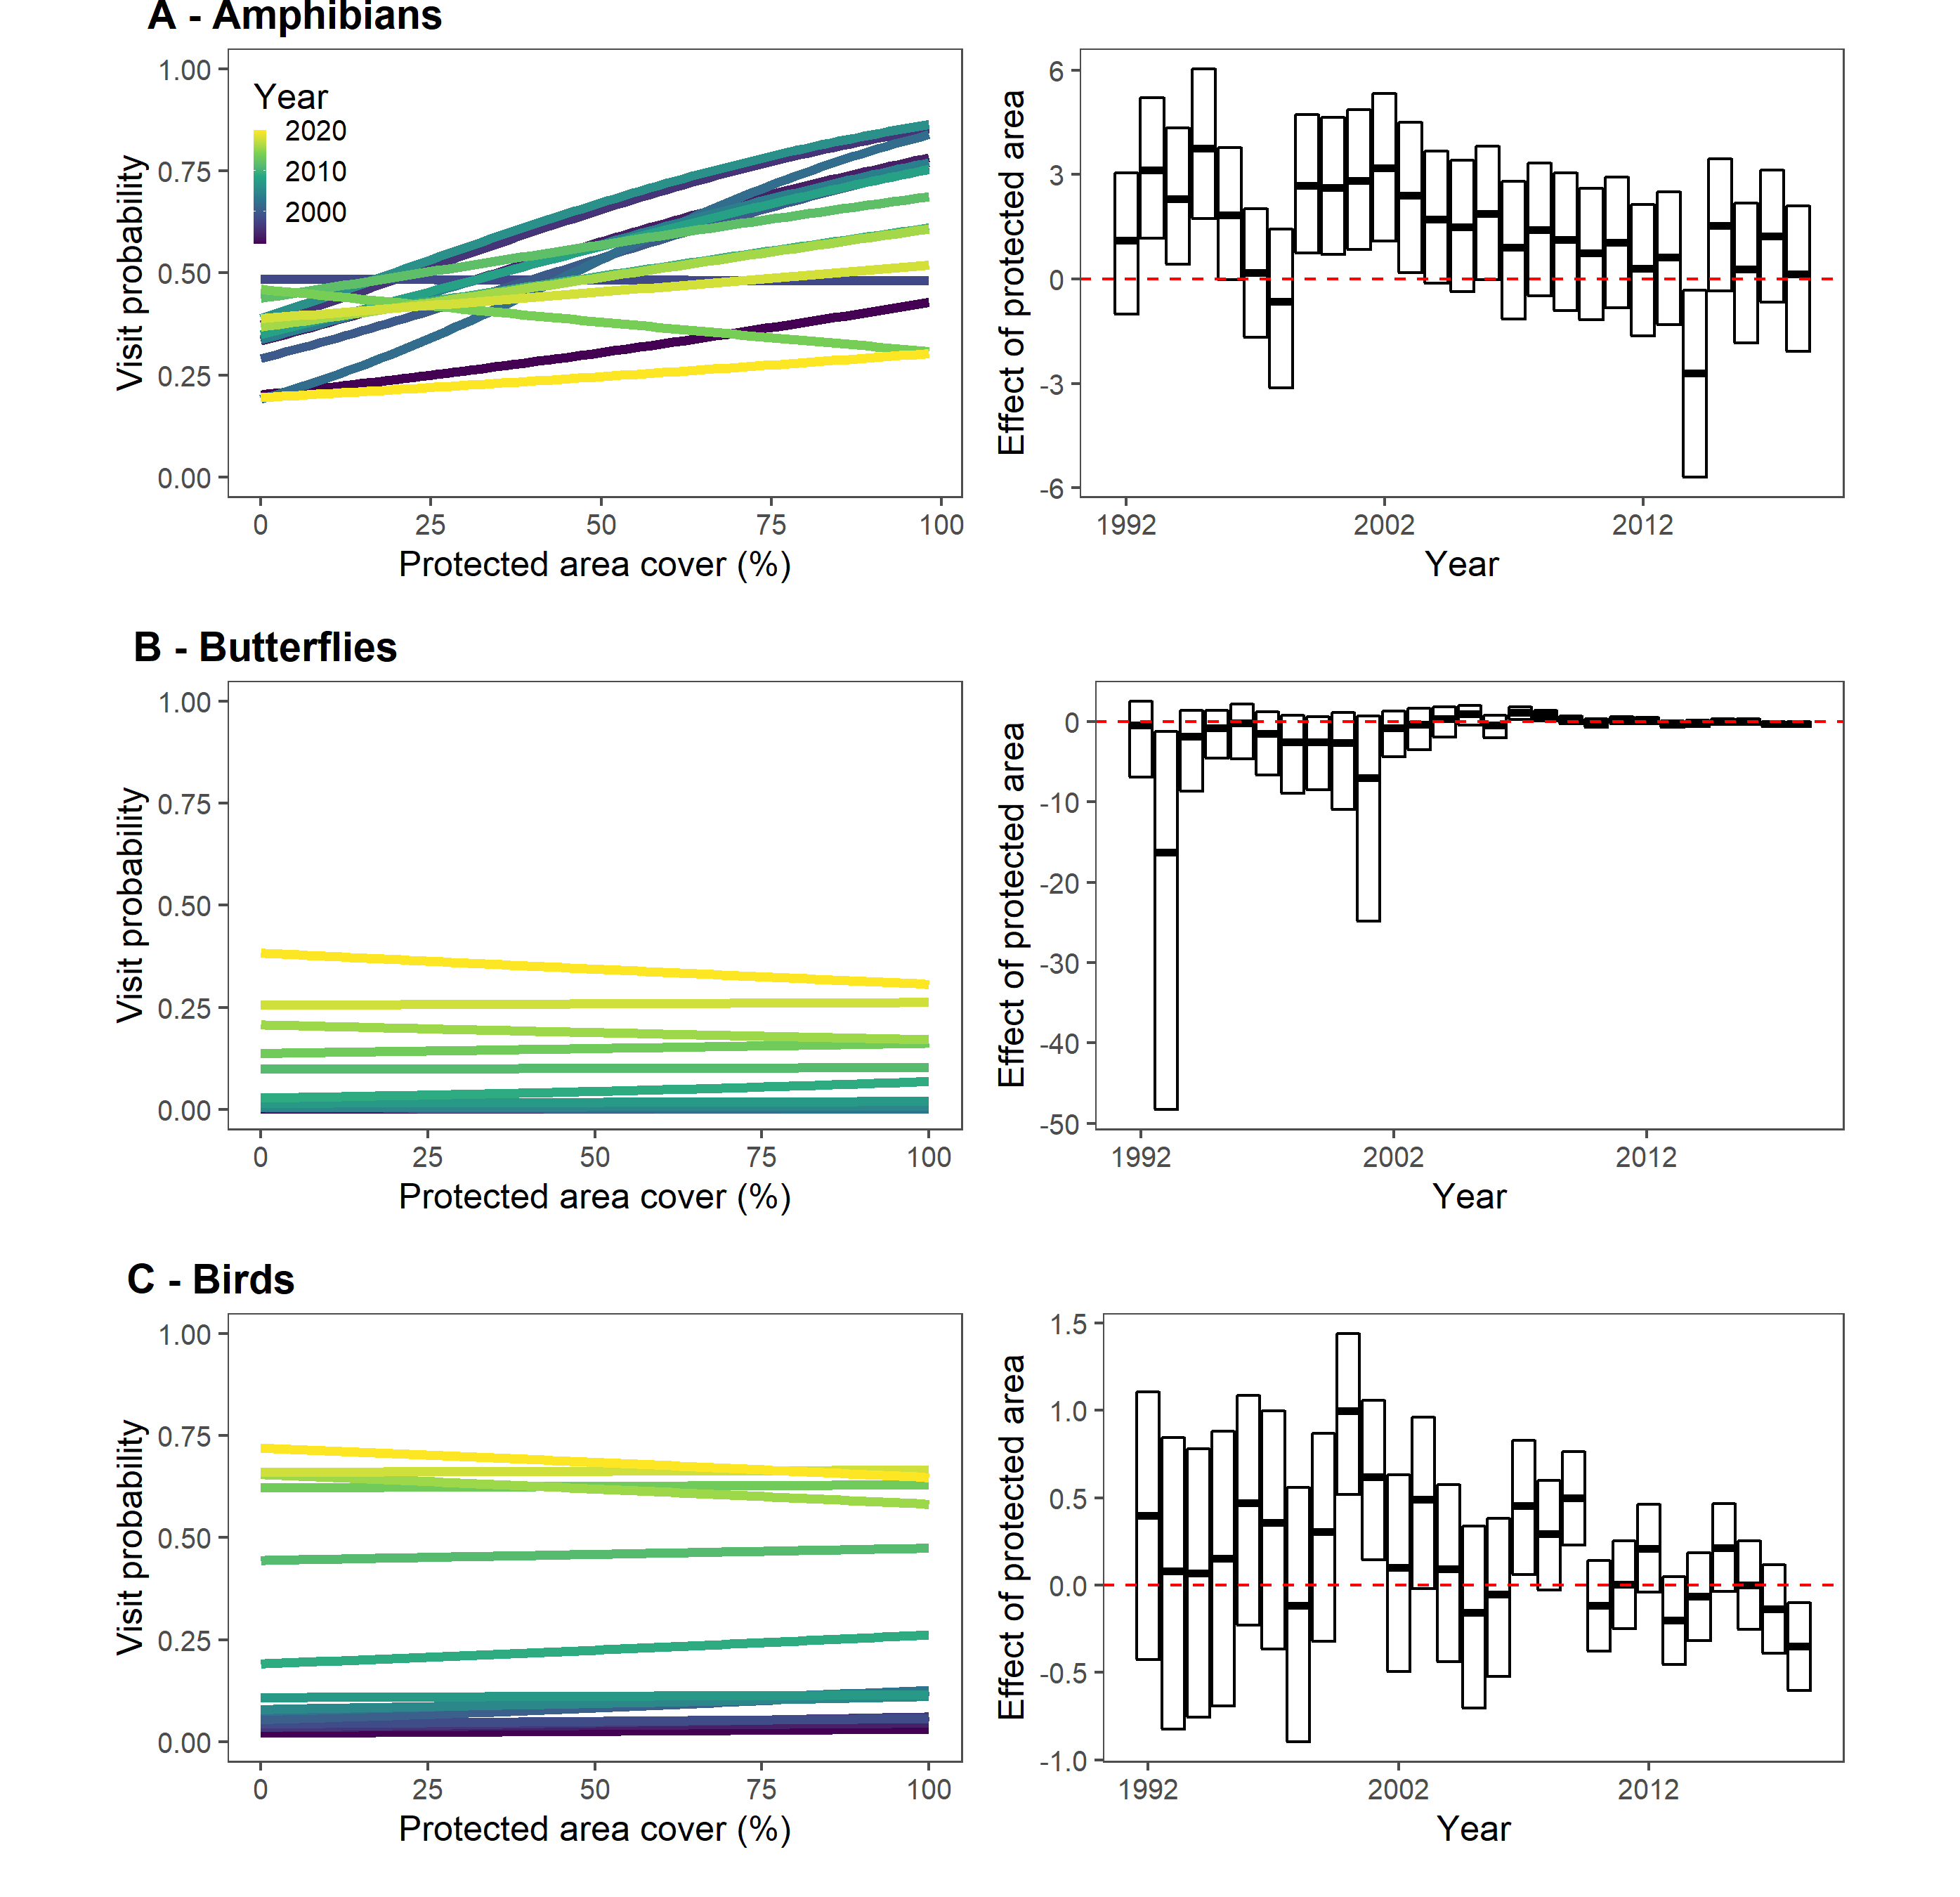 A - Amphibians
1.00
0.75
0.50
0.25
0.00
Visit probability
Year
2020
2010
2000
0 25 50 75 100
Protected area cover (%)
6
3
0
-3
-6
Effect of protected area
1992 2002 2012
Year
B - Butterflies
1.00
0.75
0.50
0.25
0.00
Visit probability
0 25 50 75 100
Protected area cover (%)
0
-10
-20
-30
-40
-50
Effect of protected area
1992 2002 2012
Year
C - Birds
1.00
0.75
0.50
0.25
0.00
Visit probability
0 25 50 75 100
Protected area cover (%)
1.5
1.0
0.5
0.0
-0.5
-1.0
Effect of protected area
1992 2002 2012
Year